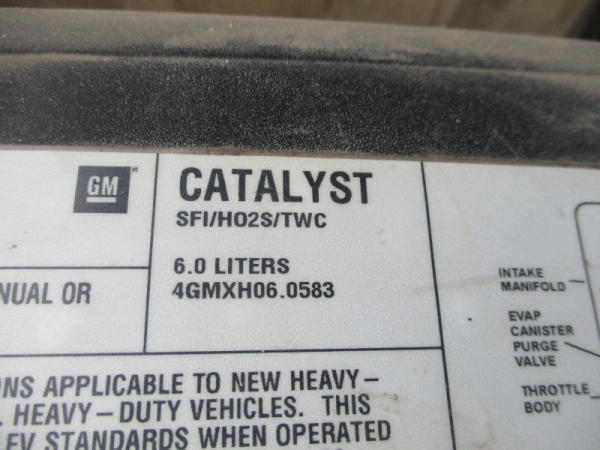 GM
CATALYST
SFI/HO2S/TWC
6.0 LITERS
4GMXH06.0583
NUAL OR
INTAKE
MANIFOLD
EVAP
CANISTER
PURGE
VALVE
THROTTLE
BODY
ONS APPLICABLE TO NEW HEAVY–
HEAVY–DUTY VEHICLES. THIS
EV STANDARDS WHEN OPERATED